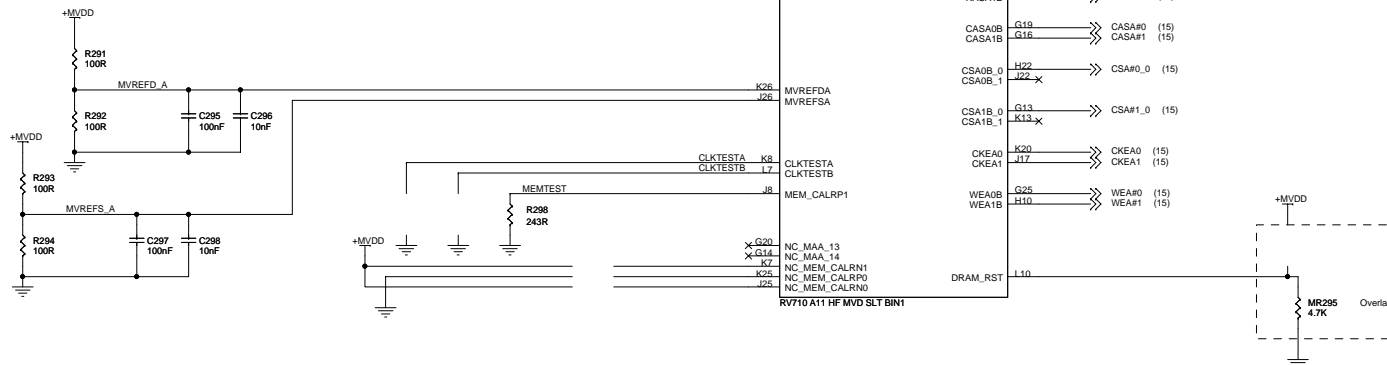 +MVDD
R291
100R
MVREFD_A
R292
100R
C295
100nF
C296
10nF
+MVDD
R293
100R
MVREFS_A
R294
100R
C297
100nF
C298
10nF
+MVDD
CLKTESTA
CLKTESTB
MEMTEST
R298
243R
K26
J26
K8
L7
J8
G20
G14
K7
K25
J25
MVREFDA
MVREFSA
CLKTESTA
CLKTESTB
MEM_CALRP1
NC_MAA_13
NC_MAA_14
NC_MEM_CALRN1
NC_MEM_CALRP0
NC_MEM_CALRN0
RV710 A11 HF MVD SLT BIN1
CASA0B G19 CASA#0 (15)
CASA1B G16 CASA#1 (15)
CSA0B_0 H22 CSA#0_0 (15)
CSA0B_1 J22
CSA1B_0 G13 CSA#1_0 (15)
CSA1B_1 K13
CKEA0 K20 CKEA0 (15)
CKEA1 J17 CKEA1 (15)
WEA0B G25 WEA#0 (15)
WEA1B H10 WEA#1 (15)
DRAM_RST L10
+MVDD
MR295
4.7K
Overla